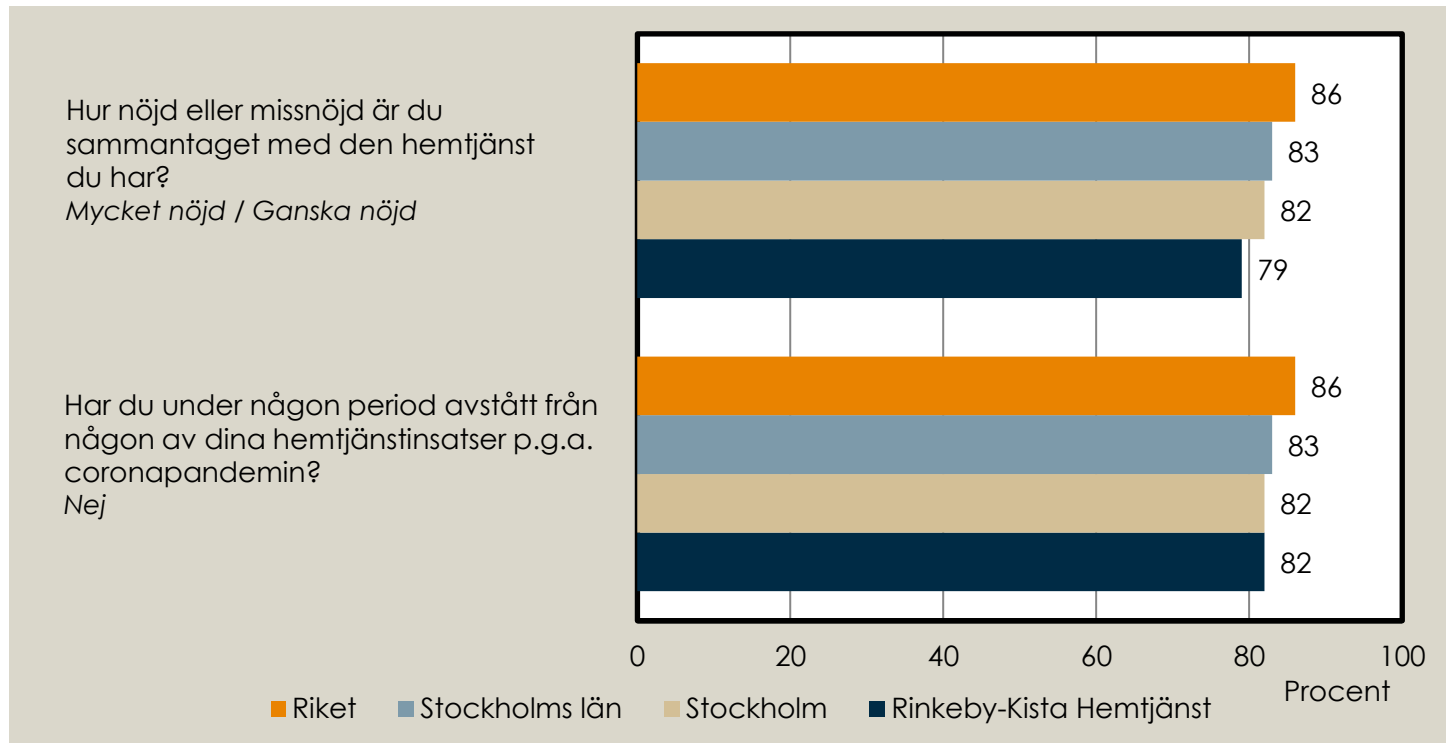 Hur nöjd eller missnöjd är du
sammantaget med den hemtjänst
du har?
Mycket nöjd / Ganska nöjd
86
83
82
79
Har du under någon period avstått från
någon av dina hemtjänstinsatser p.g.a.
coronapandemin?
Nej
86
83
82
82
0 20 40 60 80 100
Procent
Riket Stockholms län Stockholm Rinkeby-Kista Hemtjänst